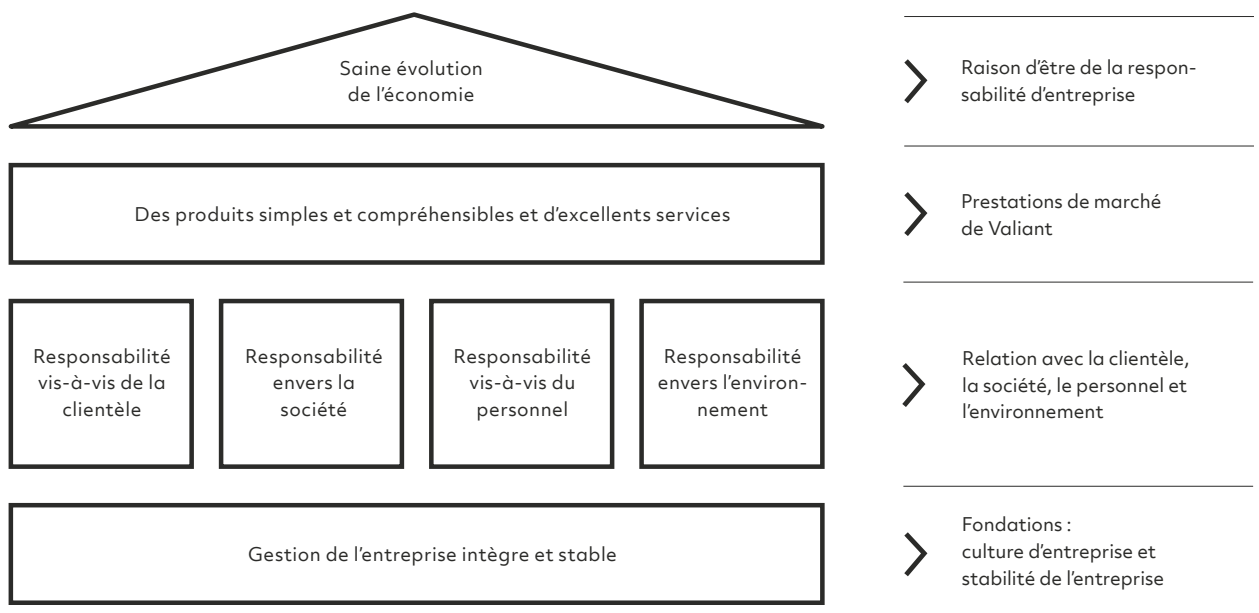 Saine évolution
de l’économie
Raison d’être de la respon-
sabilité d’entreprise
Des produits simples et compréhensibles et d’excellents services
Prestations de marché
de Valiant
Responsabilité
vis-à-vis de la
clientèle
Responsabilité
envers la
société
Responsabilité
vis-à-vis du
personnel
Responsabilité
envers l’environ-
nement
Relation avec la clientèle,
la société, le personnel et
l’environnement
Gestion de l’entreprise intègre et stable
Fondations :
culture d’entreprise et
stabilité de l’entreprise